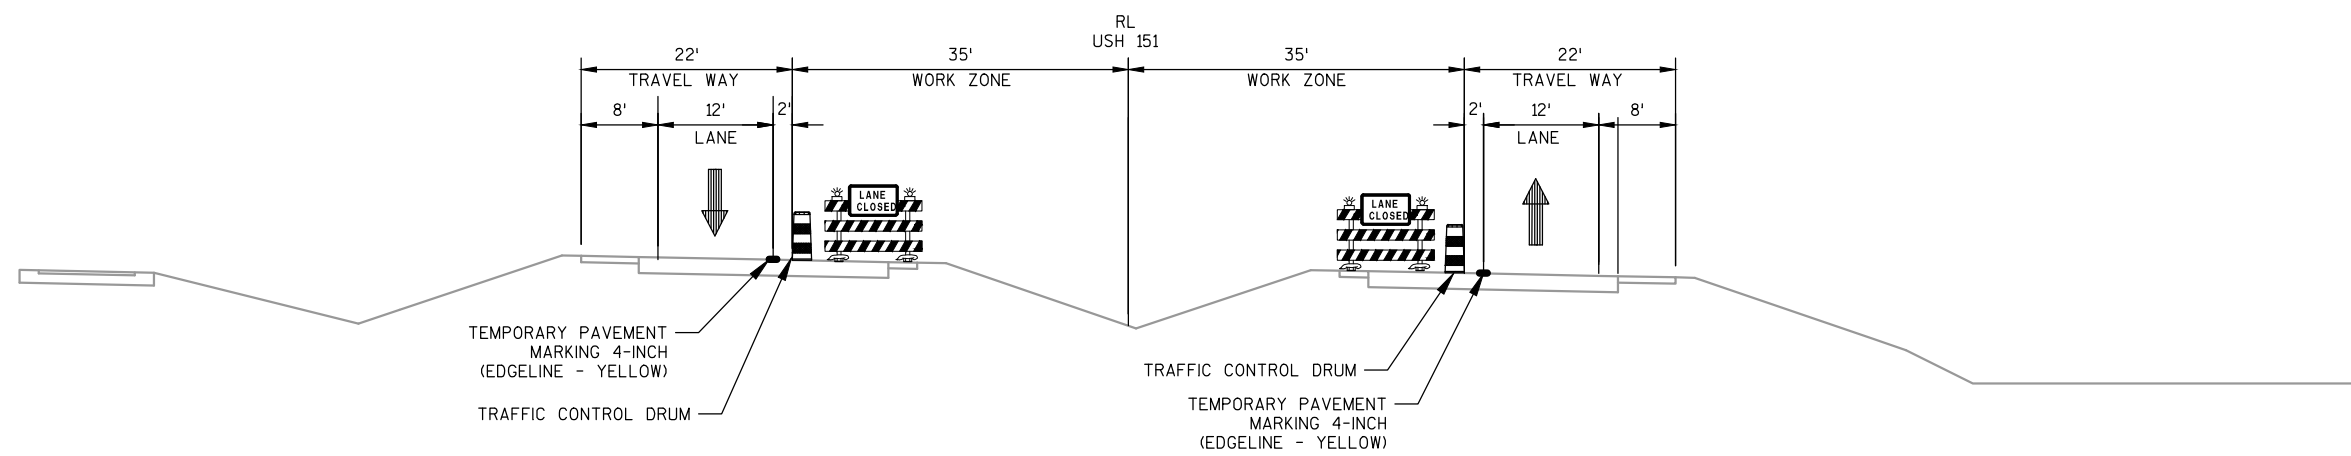 RL
USH 151
22'
35'
35'
22'
TRAVEL WAY
WORK ZONE
WORK ZONE
TRAVEL WAY
8'
12'
2'
2'
12'
8'
LANE
LANE
LANE
CLOSED
LANE
CLOSED
TEMPORARY PAVEMENT
MARKING 4-INCH
(EDGELINE - YELLOW)
TRAFFIC CONTROL DRUM
TRAFFIC CONTROL DRUM
TEMPORARY PAVEMENT
MARKING 4-INCH
(EDGELINE - YELLOW)